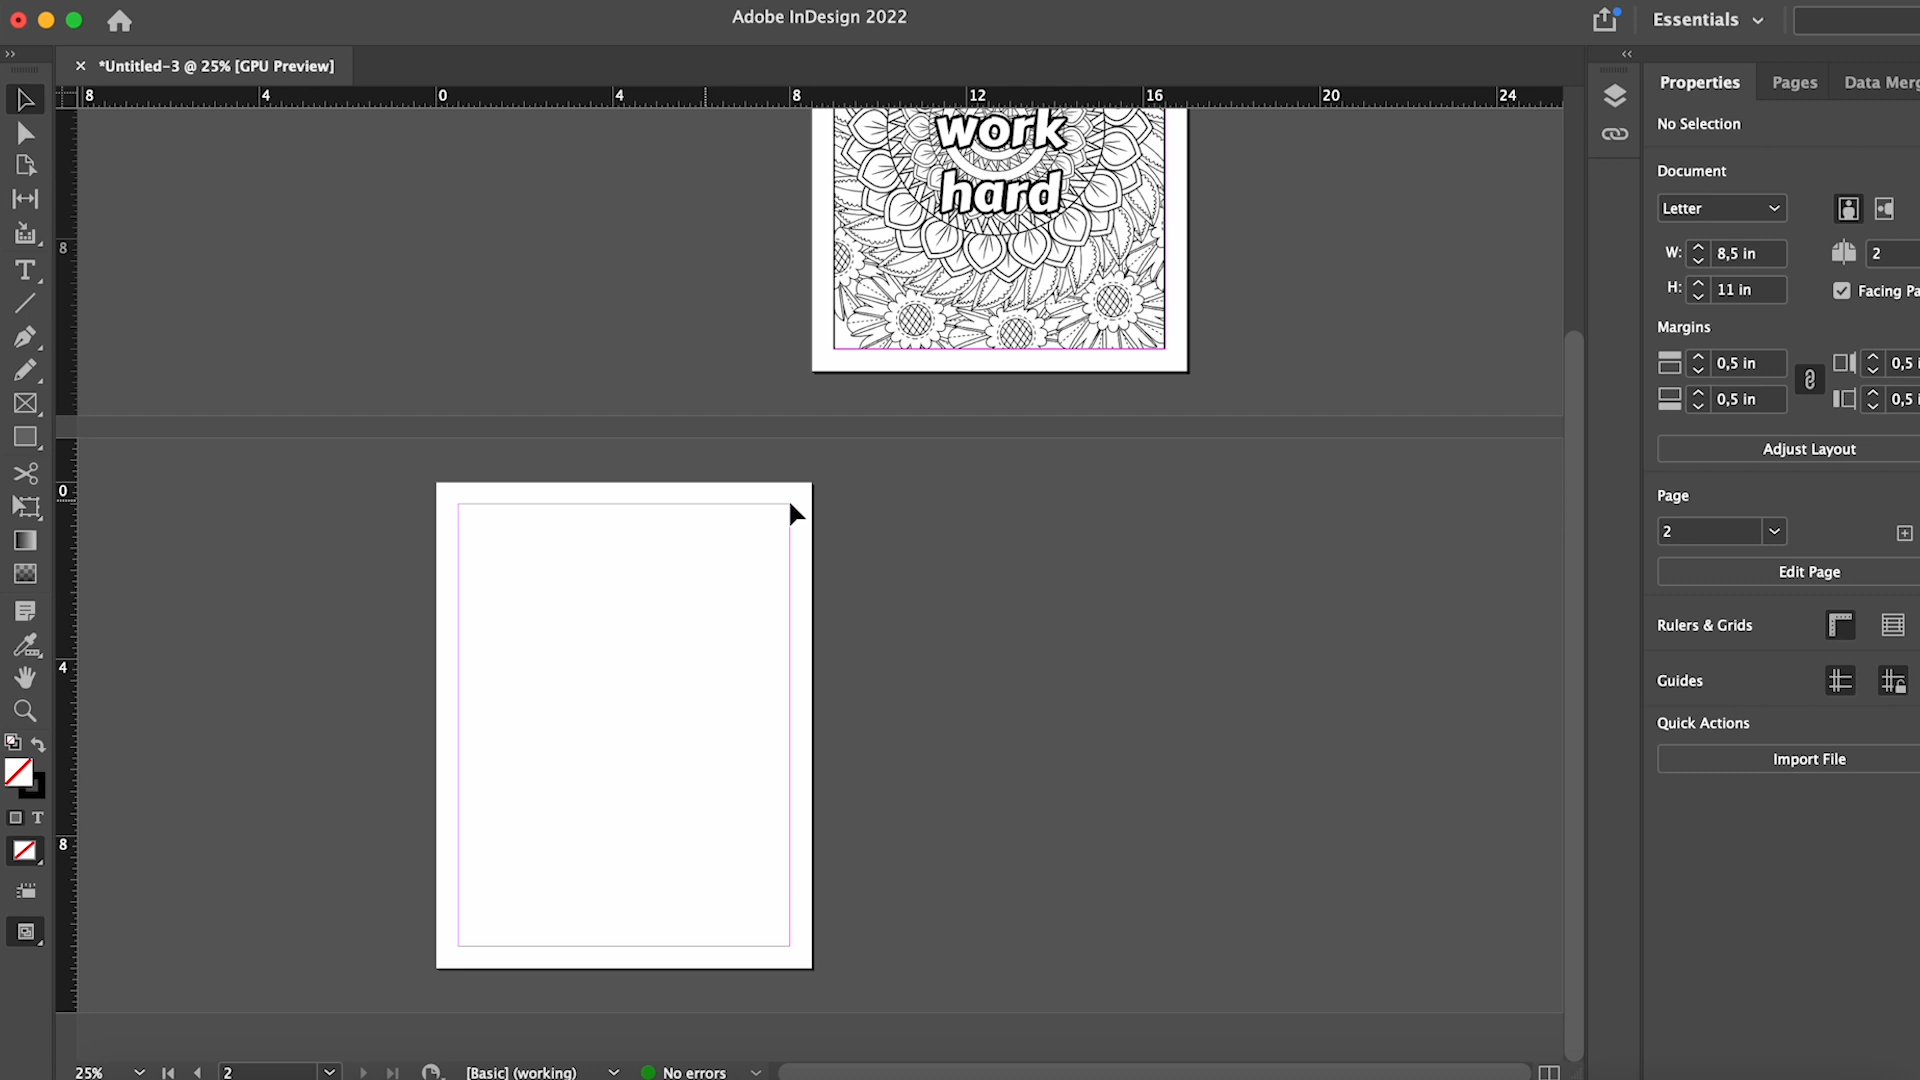 Adobe InDesign 2022
Essentials
*Untitled-3 @ 25% [GPU Preview]
8 4 0 4 8 12 16 20 24
Properties Pages Data Merg
No Selection
Document
Letter
W: 8,5 in 2
H: 11 in Facing Pa
Margins
0,5 in 0,5 i
0,5 in 0,5 i
Adjust Layout
Page
2
Edit Page
Rulers & Grids
Guides
Quick Actions
Import File
work
hard
8
0
4
8
T
T
25% 2 [Basic] (working) No errors